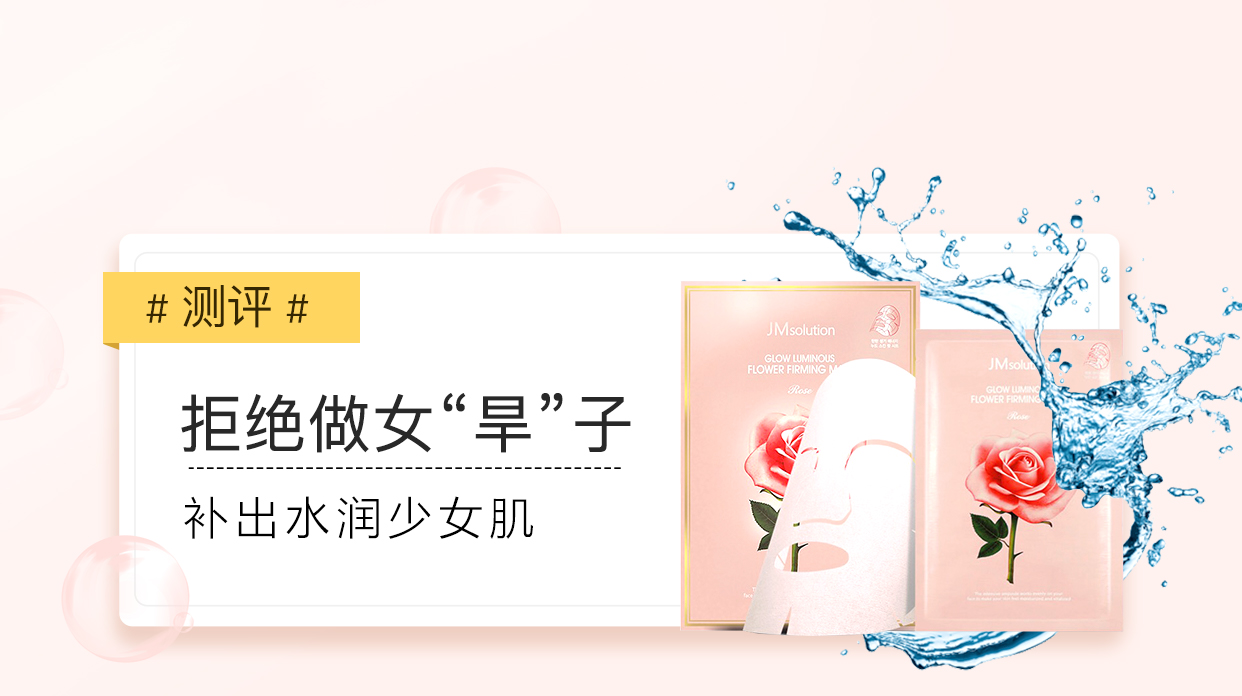 # 测评 #
拒绝做女“旱”子
补出水润少女肌
JMsolution
GLOW LUMINOUS
FLOWER FIRMING M
Rose
JMsolut
GLOW LUMINO
FLOWER FIRMING
Rose